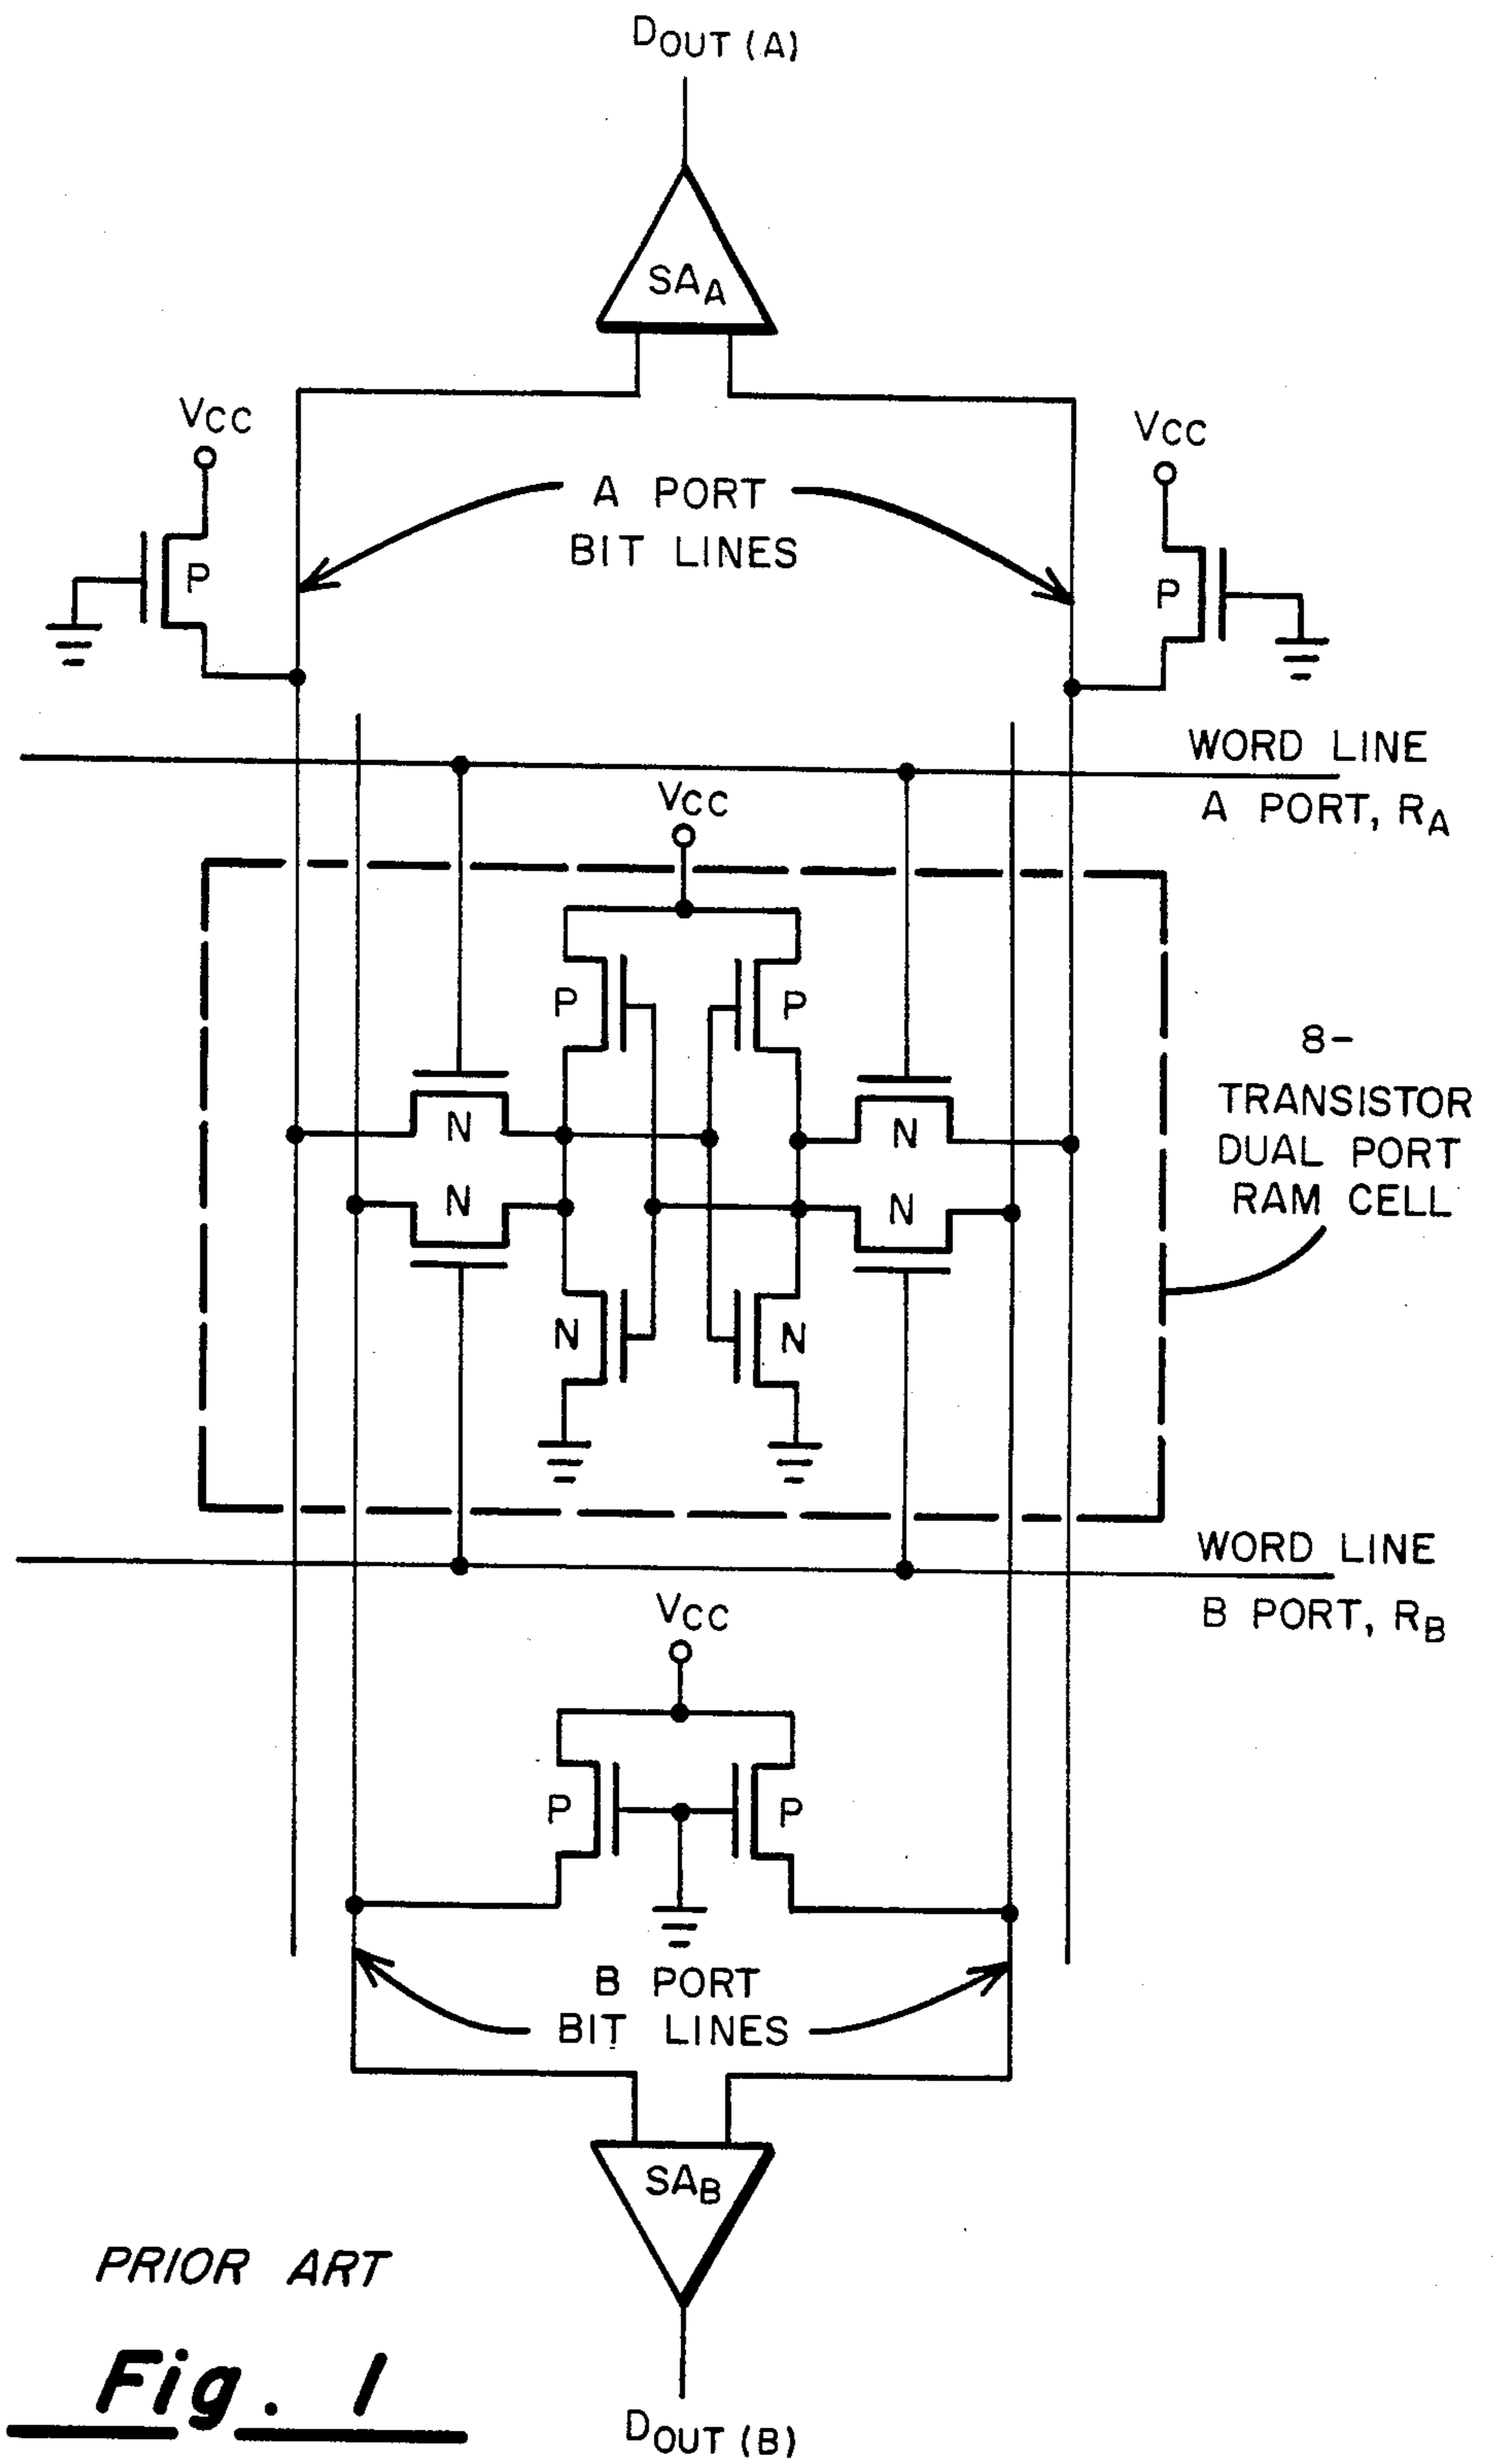 DOUT (A)
SAA
VCC
VCC
A PORT
BIT LINES
P
P
WORD LINE
A PORT, RA
VCC
P
P
8-
TRANSISTOR
DUAL PORT
RAM CELL
N
N
N
N
N
N
WORD LINE
B PORT, RB
VCC
P
P
B PORT
BIT LINES
SAB
PRIOR ART
Fig. 1
DOUT (B)